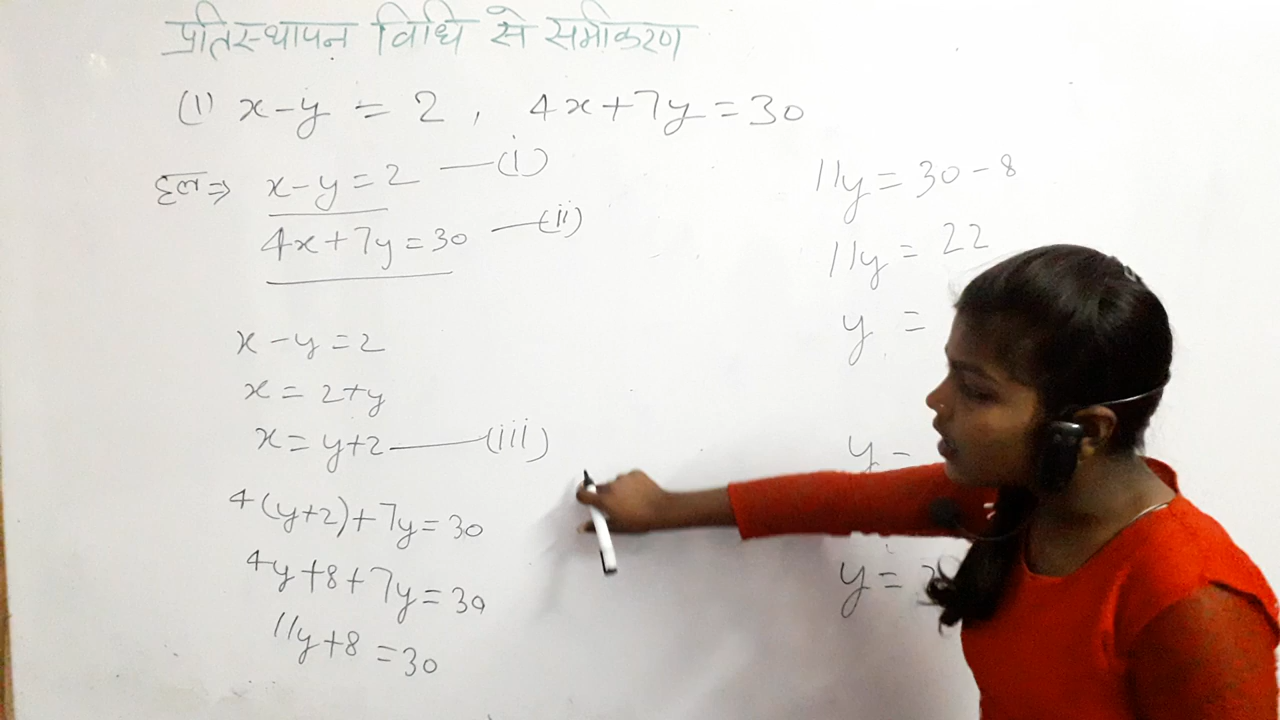 प्रतिस्थापन विधि से समीकरण
(1) x-y = 2, 4x+7y=30
हल⇒ x-y=2 —(i)
4x+7y=30 —(ii)
x-y=2
x=2+y
x=y+2 —(iii)
4(y+2)+7y=30
4y+8+7y=30
11y+8=30
11y=30-8
11y=22
y =
y =
y=